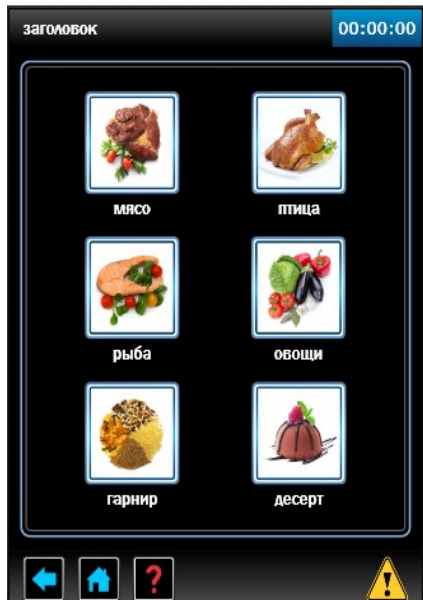 заголовок 00:00:00
мясо птица
рыба овощи
гарнир десерт
?
!